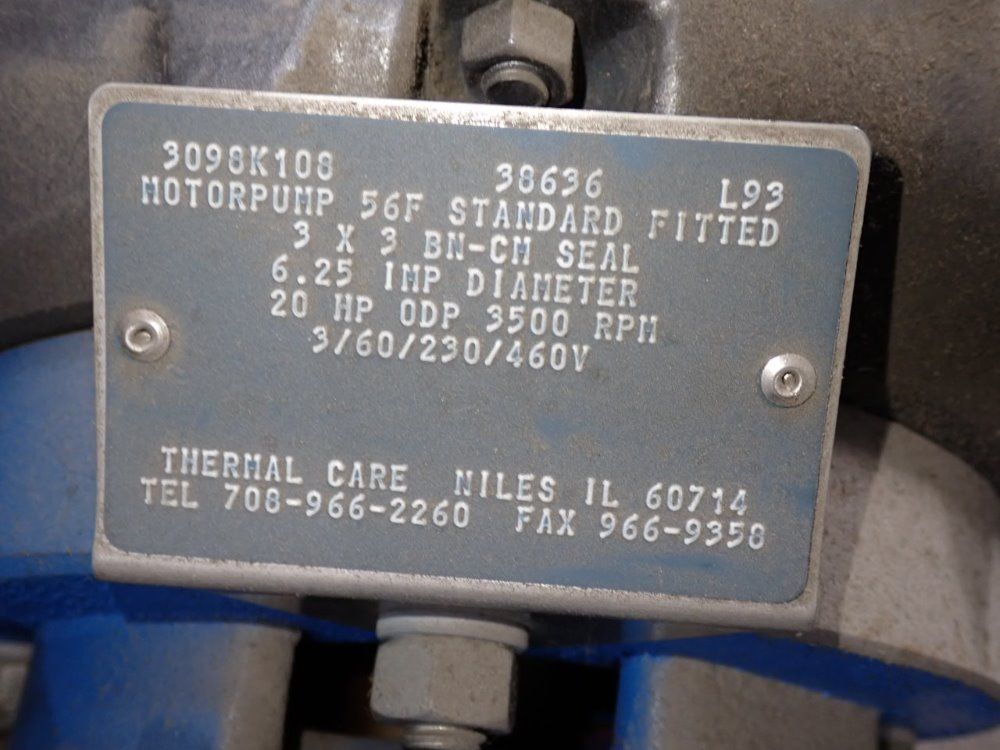 3098K108 38636 L93
MOTORPUMP 56F STANDARD FITTED
3 X 3 BN-CM SEAL
6.25 IMP DIAMETER
20 HP ODP 3500 RPM
3/60/230/460V
THERMAL CARE NILES IL 60714
TEL 708-966-2260 FAX 966-9358